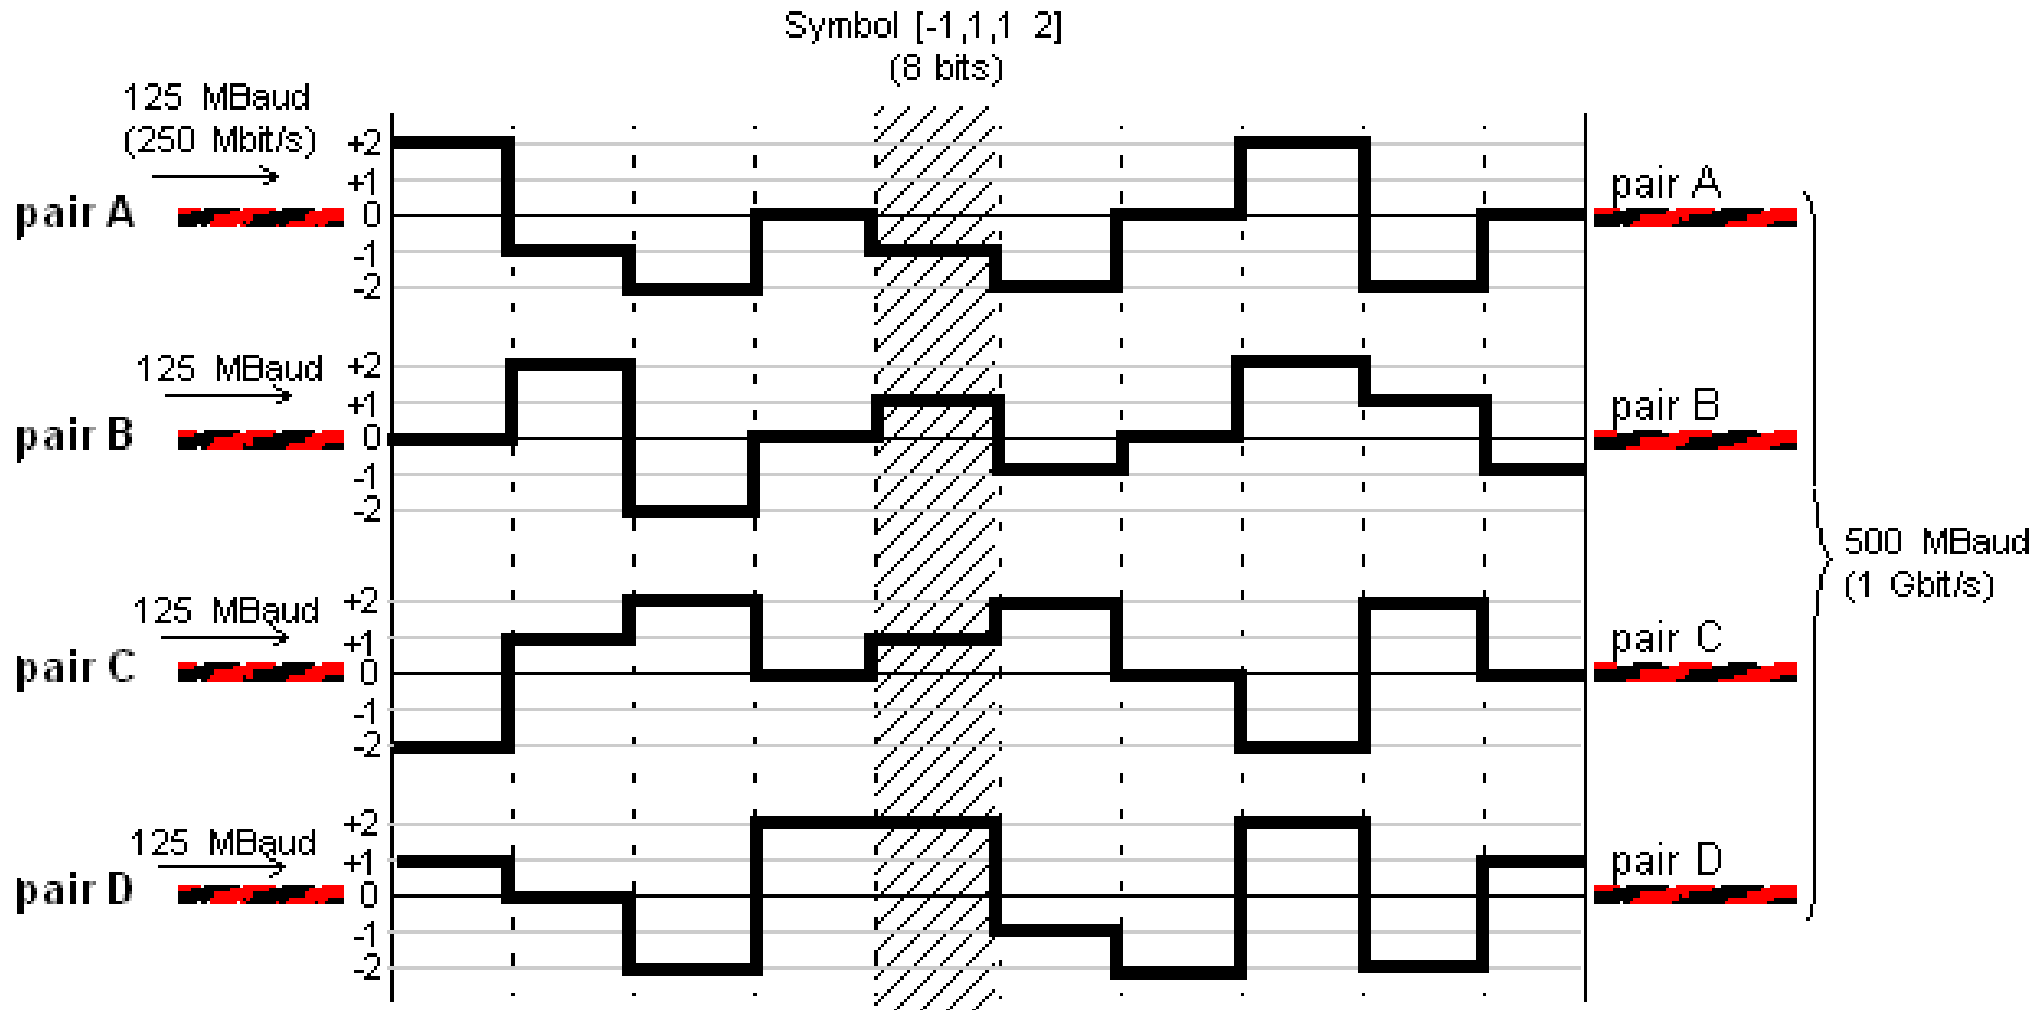 Symbol [-1,1,1 2]
(8 bits)
125 MBaud
(250 Mbit/s)
pair A
+2
+1
0
-1
-2
pair A
125 MBaud
pair B
+2
+1
0
-1
-2
pair B
500 MBaud
(1 Gbit/s)
125 MBaud
pair C
+2
+1
0
-1
-2
pair C
125 MBaud
pair D
+2
+1
0
-1
-2
pair D